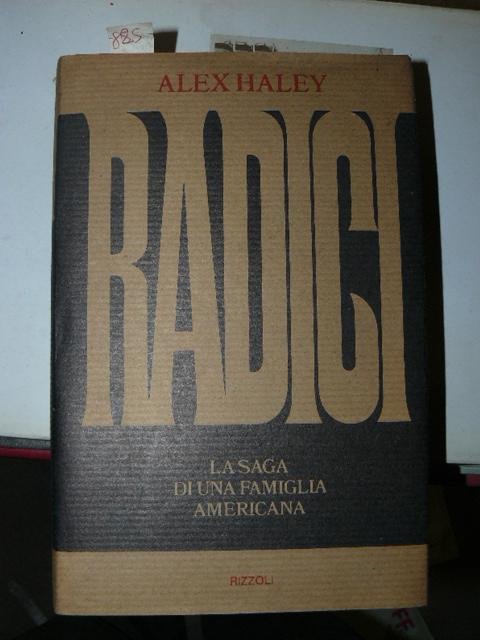 885
ALEX HALEY
RADICI
LA SAGA
DI UNA FAMIGLIA
AMERICANA
RIZZOLI